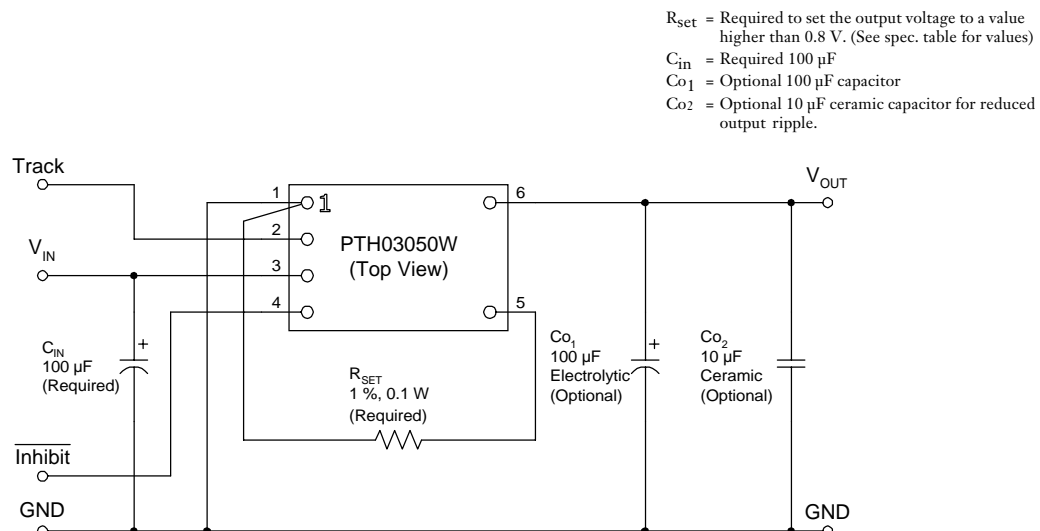 Rset = Required to set the output voltage to a value
higher than 0.8 V. (See spec. table for values)
Cin = Required 100 µF
Co1 = Optional 100 µF capacitor
Co2 = Optional 10 µF ceramic capacitor for reduced
output ripple.
Track
VOUT
1
1
6
2
PTH03050W
(Top View)
VIN
3
4
5
CIN
100 µF
(Required)
+
RSET
1 %, 0.1 W
(Required)
Co1
100 µF
Electrolytic
(Optional)
+
Co2
10 µF
Ceramic
(Optional)
Inhibit
GND
GND